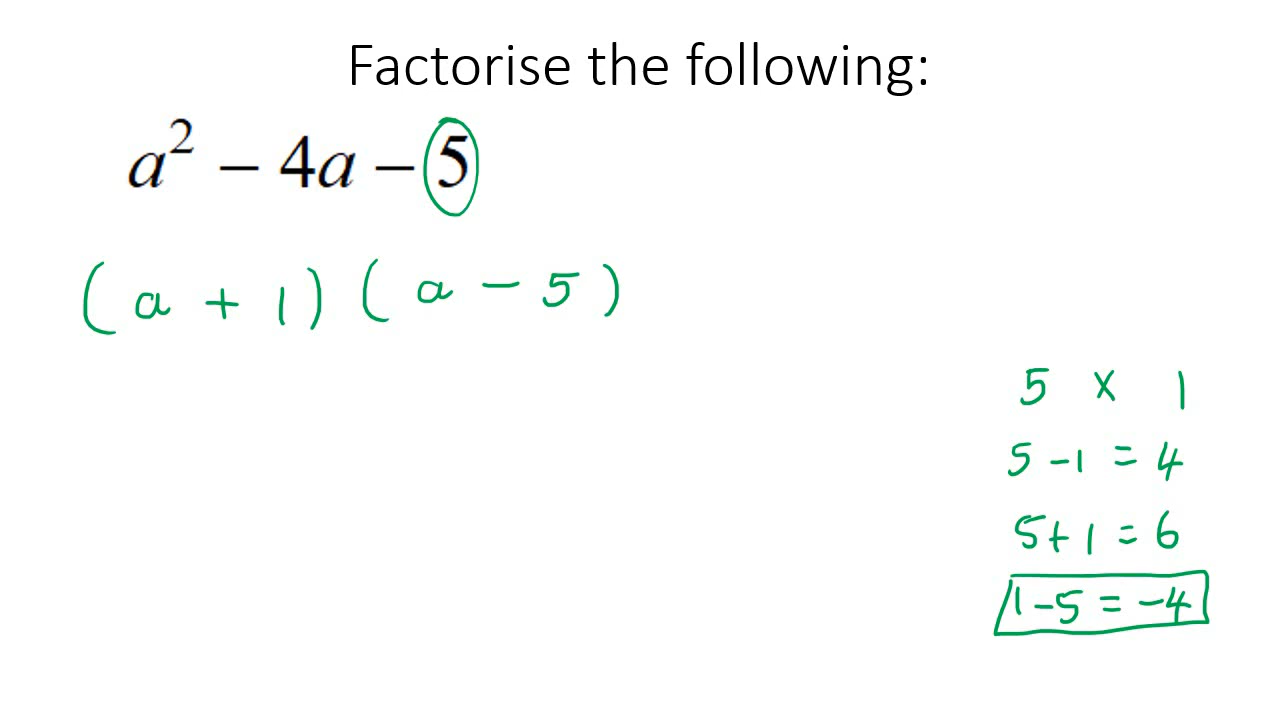 Factorise the following:
a² − 4a − 5
(a + 1)(a − 5)
5 × 1
5 − 1 = 4
5 + 1 = 6
1 − 5 = −4